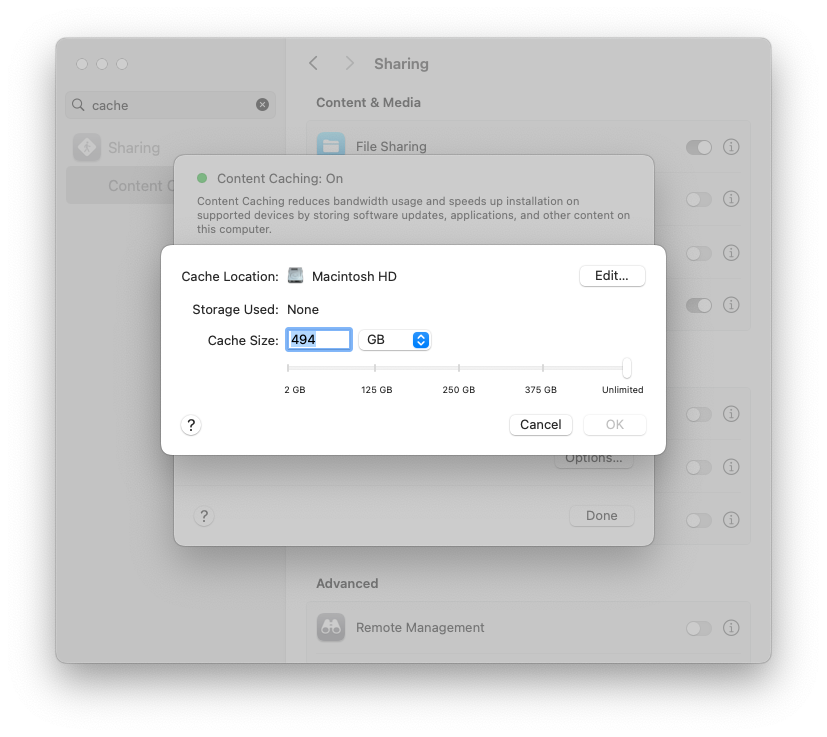 Sharing
cache
Sharing
Content C
Content & Media
File Sharing
Content Caching: On
Content Caching reduces bandwidth usage and speeds up installation on
supported devices by storing software updates, applications, and other content on
this computer.
Cache Location: Macintosh HD Edit...
Storage Used: None
Cache Size: 494 GB
2 GB 125 GB 250 GB 375 GB Unlimited
? Cancel OK
Options...
? Done
Advanced
Remote Management